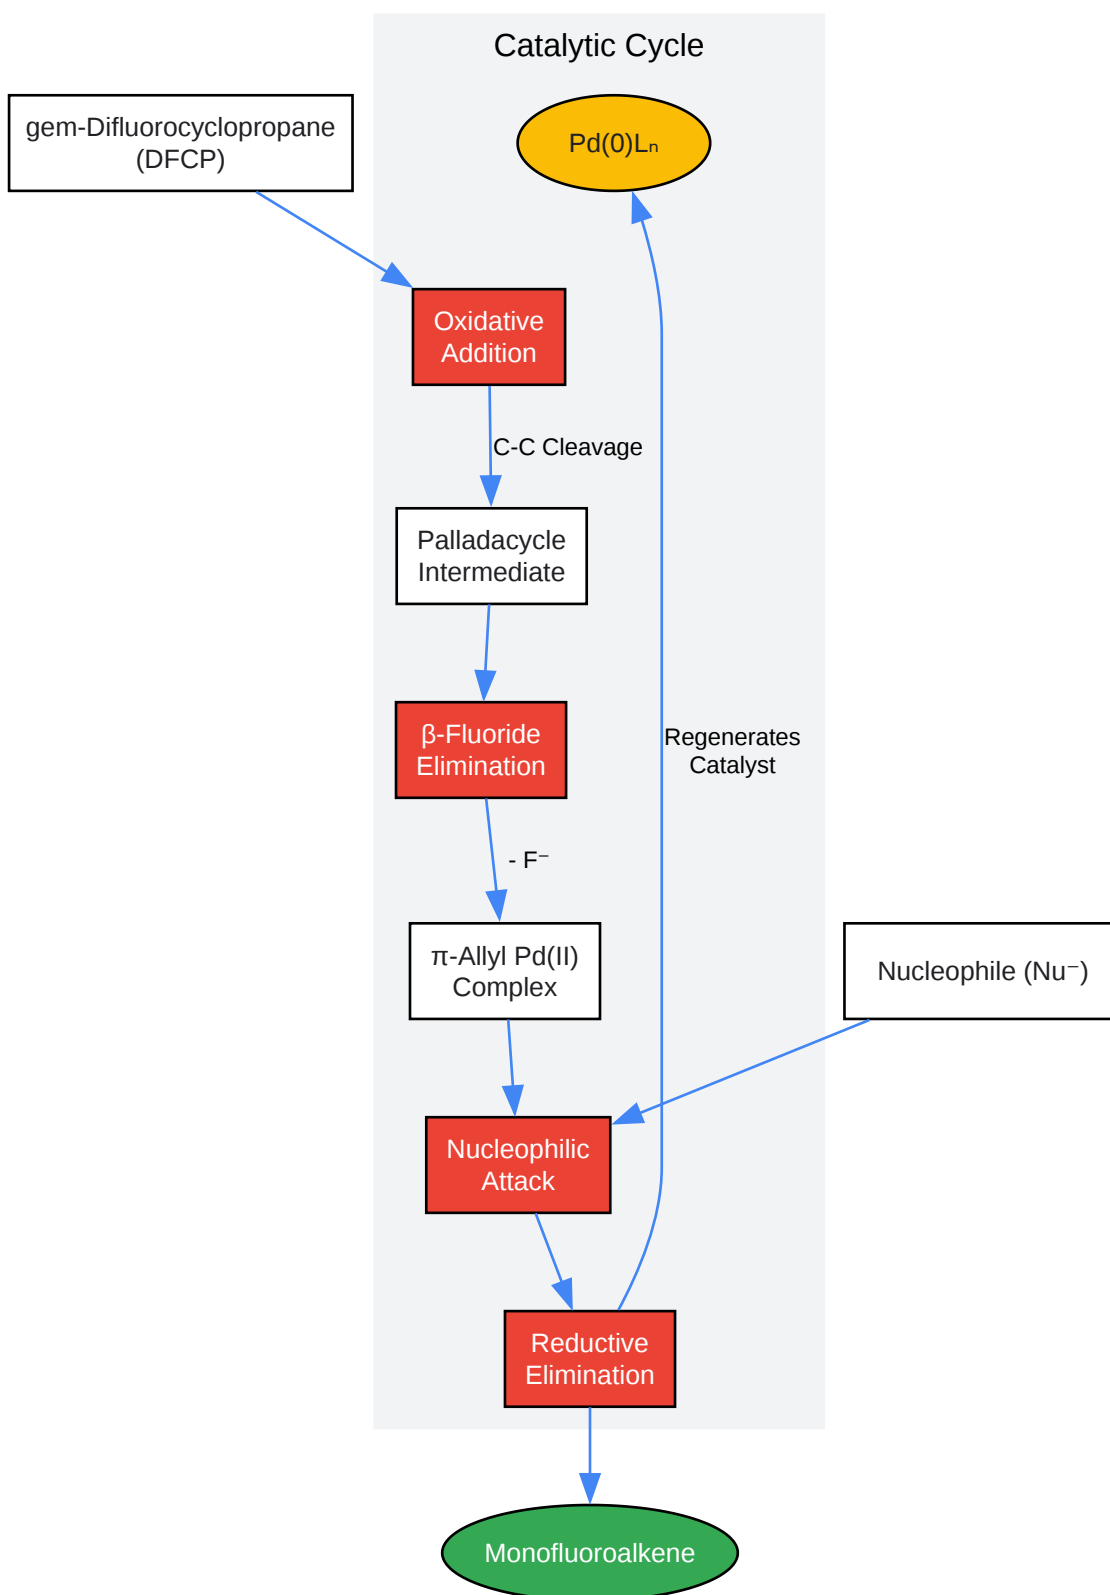 Catalytic Cycle
gem-Difluorocyclopropane
(DFCP)
Pd(0)Lₙ
Oxidative
Addition
C-C Cleavage
Palladacycle
Intermediate
β-Fluoride
Elimination
Regenerates
Catalyst
- F⁻
π-Allyl Pd(II)
Complex
Nucleophile (Nu⁻)
Nucleophilic
Attack
Reductive
Elimination
Monofluoroalkene